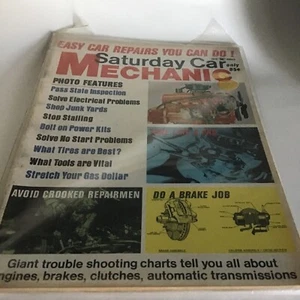 EASY CAR REPAIRS YOU CAN DO!
Saturday Car
MECHANIC
PHOTO FEATURES
Pass State Inspection
Solve Electrical Problems
Shop Junk Yards
Stop Stalling
Bolt on Power Kits
Solve No Start Problems
What Tires are Best?
What Tools are Vital
Stretch Your Gas Dollar
AVOID CROOKED REPAIRMEN
DO A BRAKE JOB
Giant trouble shooting charts tell you all about
engines, brakes, clutches, automatic transmissions